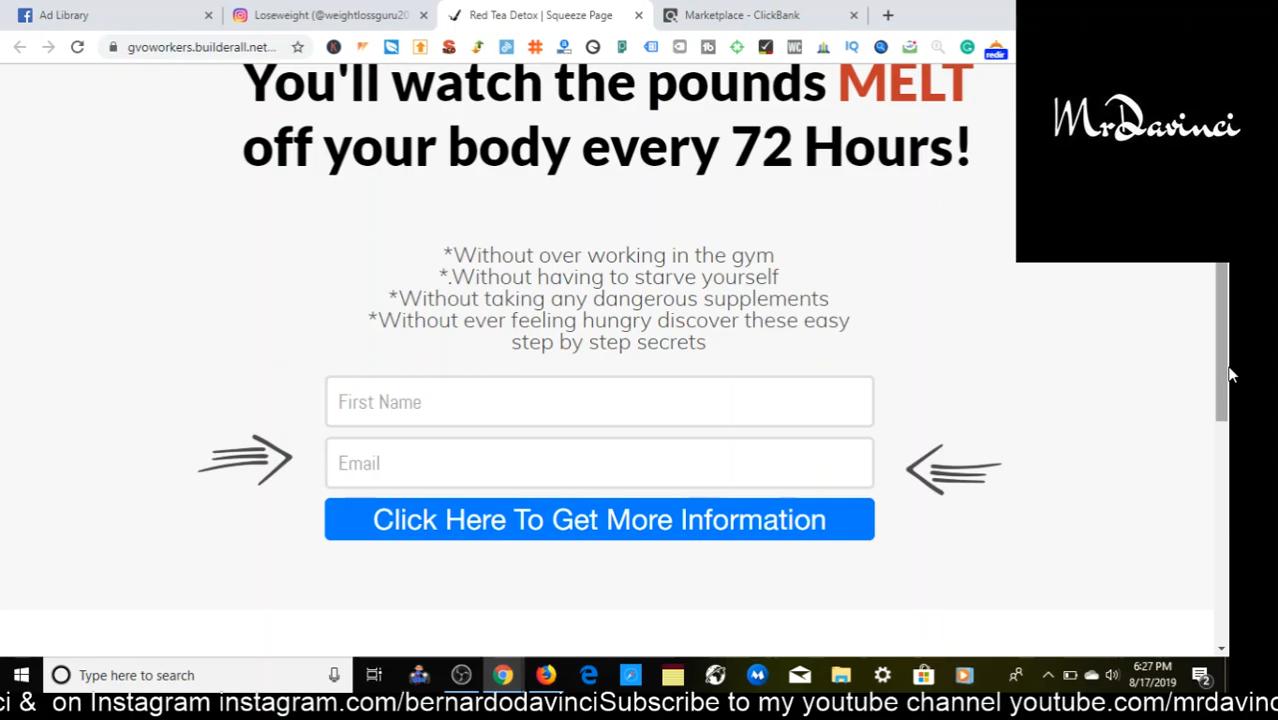 Ad Library
Loseweight (@weightlossguru20
Red Tea Detox | Squeeze Page
Marketplace - ClickBank
gvoworkers.builderall.net...
redir
You'll watch the pounds MELT
off your body every 72 Hours!
MrDavinci
*Without over working in the gym
*.Without having to starve yourself
*Without taking any dangerous supplements
*Without ever feeling hungry discover these easy
step by step secrets
First Name
Email
Click Here To Get More Information
Type here to search
6:27 PM
8/17/2019
ci & on Instagram instagram.com/bernardodavinciSubscribe to my youtube channel youtube.com/mrdavinc